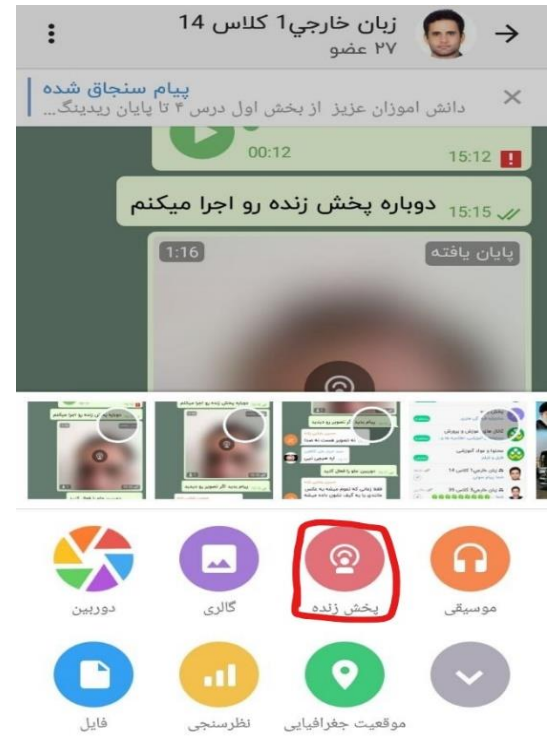 زبان خارجي1 کلاس 14
۲۷ عضو
پیام سنجاق شده
دانش اموزان عزیز از بخش اول درس ۴ تا پایان ریدینگ...
00:12
15:12
دوباره پخش زنده رو اجرا میکنم
15:15
پایان یافته
1:16
موسیقی
پخش زنده
گالری
دوربین
موقعیت جغرافیایی
نظرسنجی
فایل